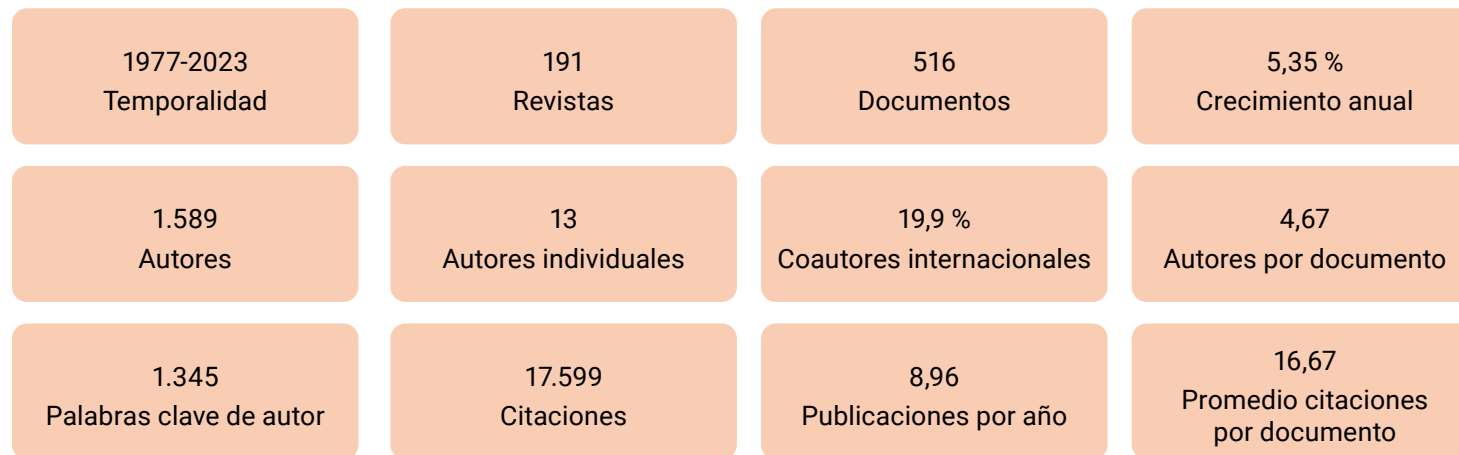 1977-2023
Temporalidad
191
Revistas
516
Documentos
5,35 %
Crecimiento anual
1.589
Autores
13
Autores individuales
19,9 %
Coautores internacionales
4,67
Autores por documento
1.345
Palabras clave de autor
17.599
Citaciones
8,96
Publicaciones por año
16,67
Promedio citaciones
por documento